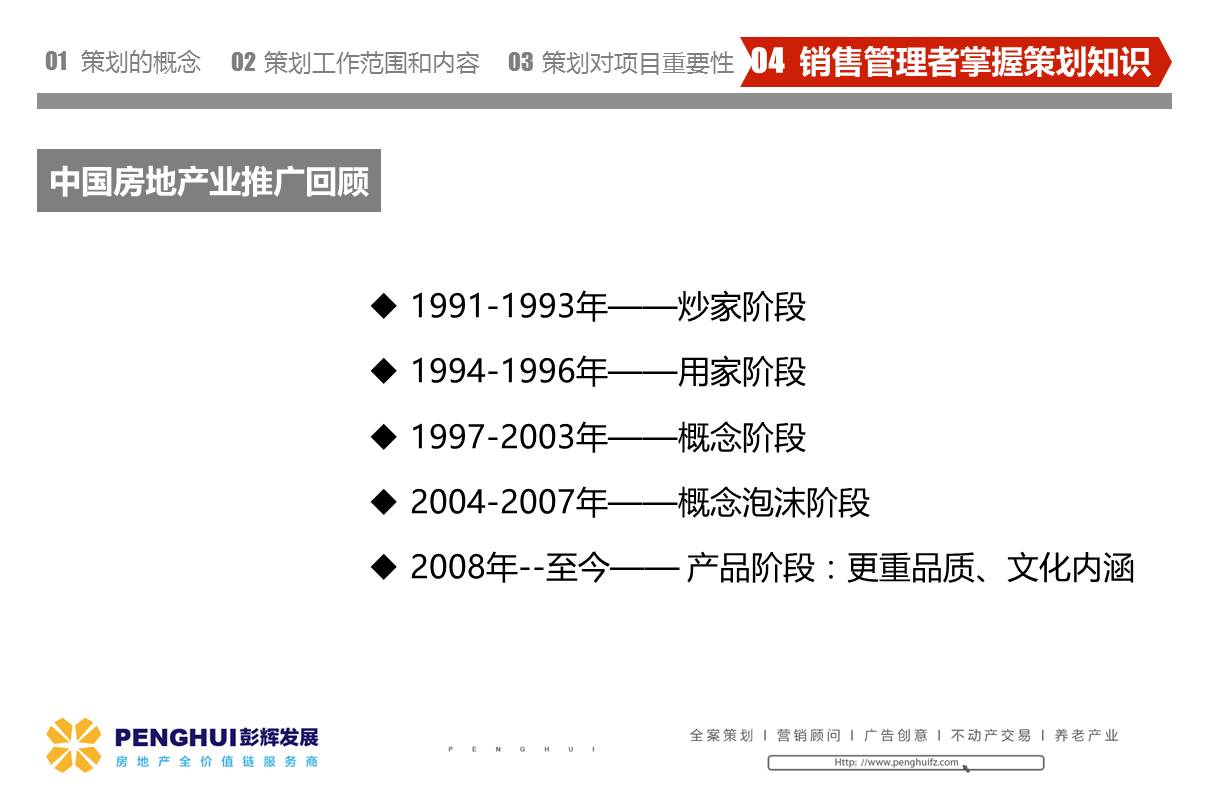 01 策划的概念 02 策划工作范围和内容 03 策划对项目重要性 04 销售管理者掌握策划知识
中国房地产业推广回顾
◆ 1991-1993年——炒家阶段
◆ 1994-1996年——用家阶段
◆ 1997-2003年——概念阶段
◆ 2004-2007年——概念泡沫阶段
◆ 2008年--至今—— 产品阶段：更重品质、文化内涵
PENGHUI彭辉发展
房地产全价值链服务商
PENGHUI
全案策划 | 营销顾问 | 广告创意 | 不动产交易 | 养老产业
Http: //www.penghuifz.com